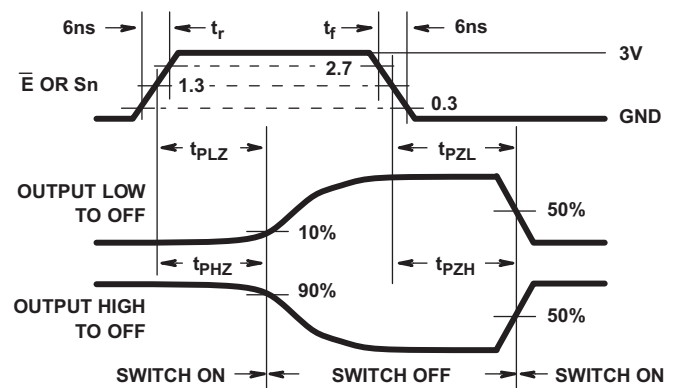 6ns tr tf 6ns
3V
2.7
E̅ OR Sn
1.3
0.3
GND
tPLZ tPZL
OUTPUT LOW
TO OFF
50%
10%
tPHZ tPZH
90%
OUTPUT HIGH
TO OFF
50%
SWITCH ON SWITCH OFF SWITCH ON